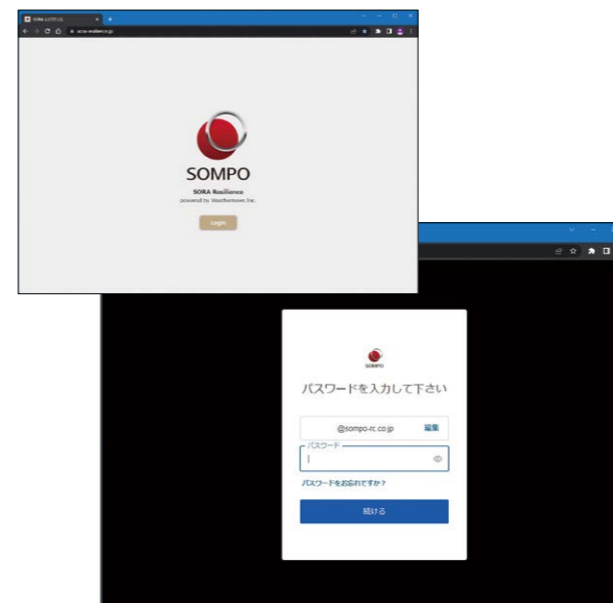 SOMPO
SORA Resilience
powered by Weathernews Inc.
Login
SOMPO
パスワードを入力して下さい
@sompo-rc.co.jp 編集
パスワード
パスワードをお忘れですか?
続ける